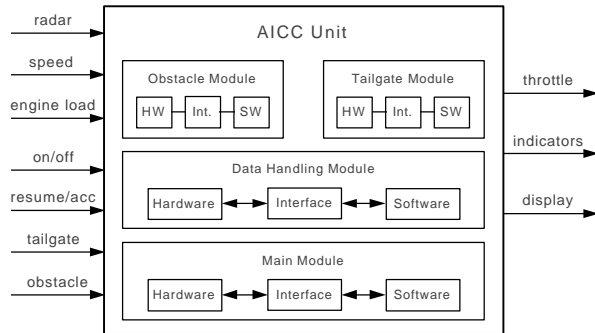 radar
AICC Unit
speed
Obstacle Module
Tailgate Module
throttle
engine load
HW Int. SW
HW Int. SW
indicators
on/off
Data Handling Module
resume/acc
Hardware Interface Software
display
tailgate
Main Module
obstacle
Hardware Interface Software